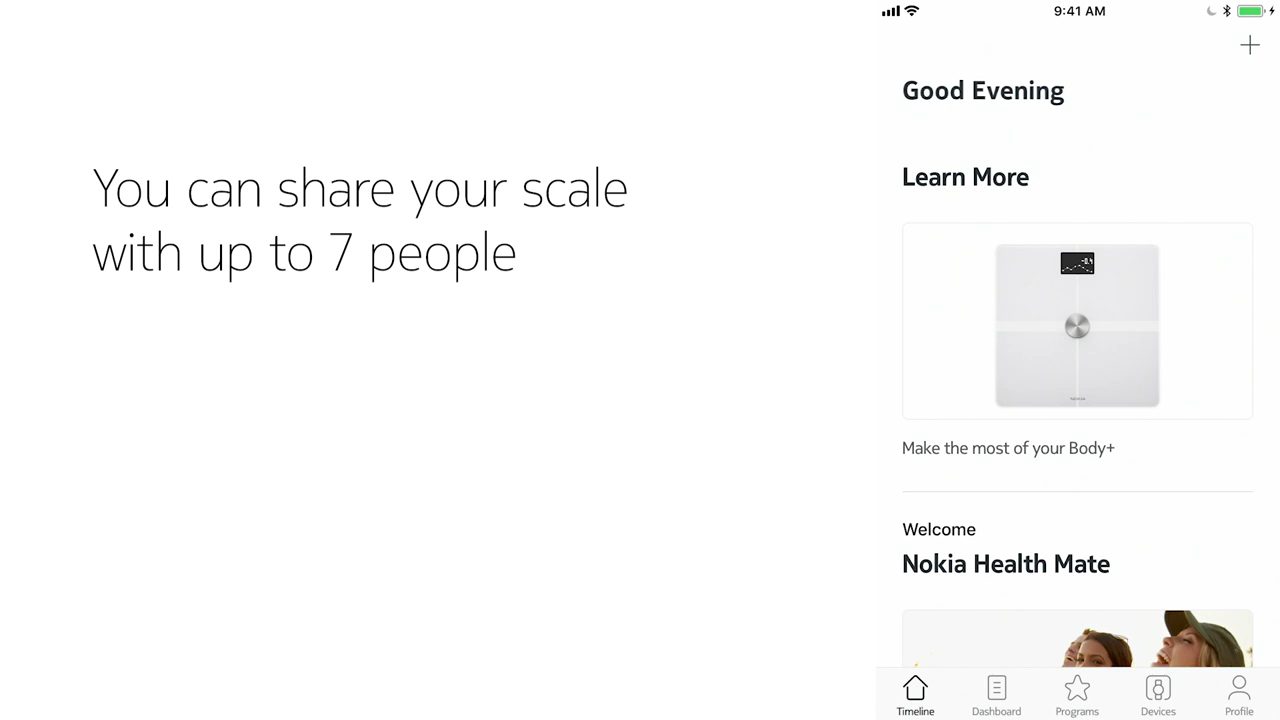 You can share your scale
with up to 7 people
9:41 AM
Good Evening
Learn More
Make the most of your Body+
Welcome
Nokia Health Mate
Timeline
Dashboard
Programs
Devices
Profile